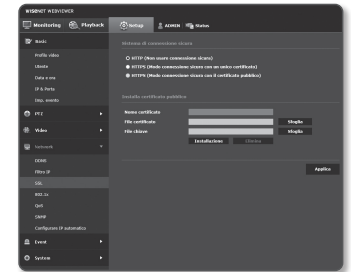 WISENET WEBVIEWER
Monitoring
Playback
Setup
ADMIN
Status
Basic
Profilo video
Utente
Data e ora
IP & Porta
Imp. evento
PTZ
Video
Network
DDNS
Filtro IP
SSL
802.1x
QoS
SNMP
Configurare IP automatico
Event
System
Sistema di connessione sicura
HTTP (Non usare connessione sicura)
HTTPS (Modo connessione sicura con un unico certificato)
HTTPS (Modo connessione sicura con il certificato pubblico)
Installa certificato pubblico
Nome certificato
File certificato
Sfoglia
File chiave
Sfoglia
Installazione
Elimina
Applica